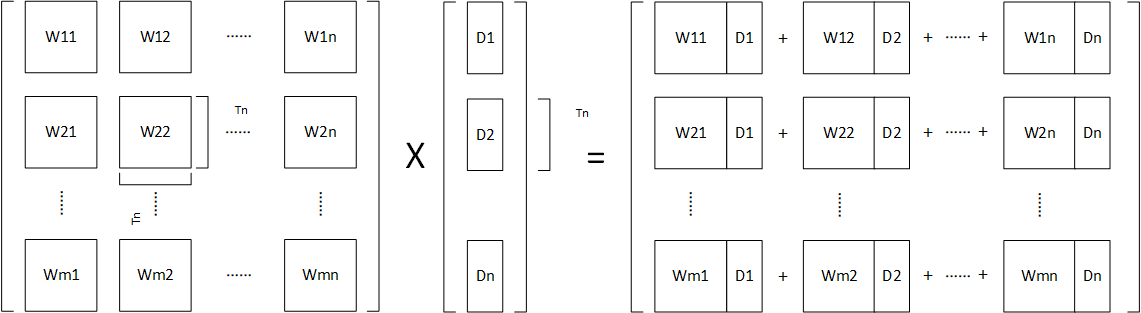 W11 W12 ······ W1n D1 W11 D1 + W12 D2 + ······ + W1n Dn
Tn Tn
W21 W22 ······ W2n D2 W21 D1 + W22 D2 + ······ + W2n Dn
X =
Tn
Wm1 Wm2 ······ Wmn Dn Wm1 D1 + Wm2 D2 + ······ + Wmn Dn